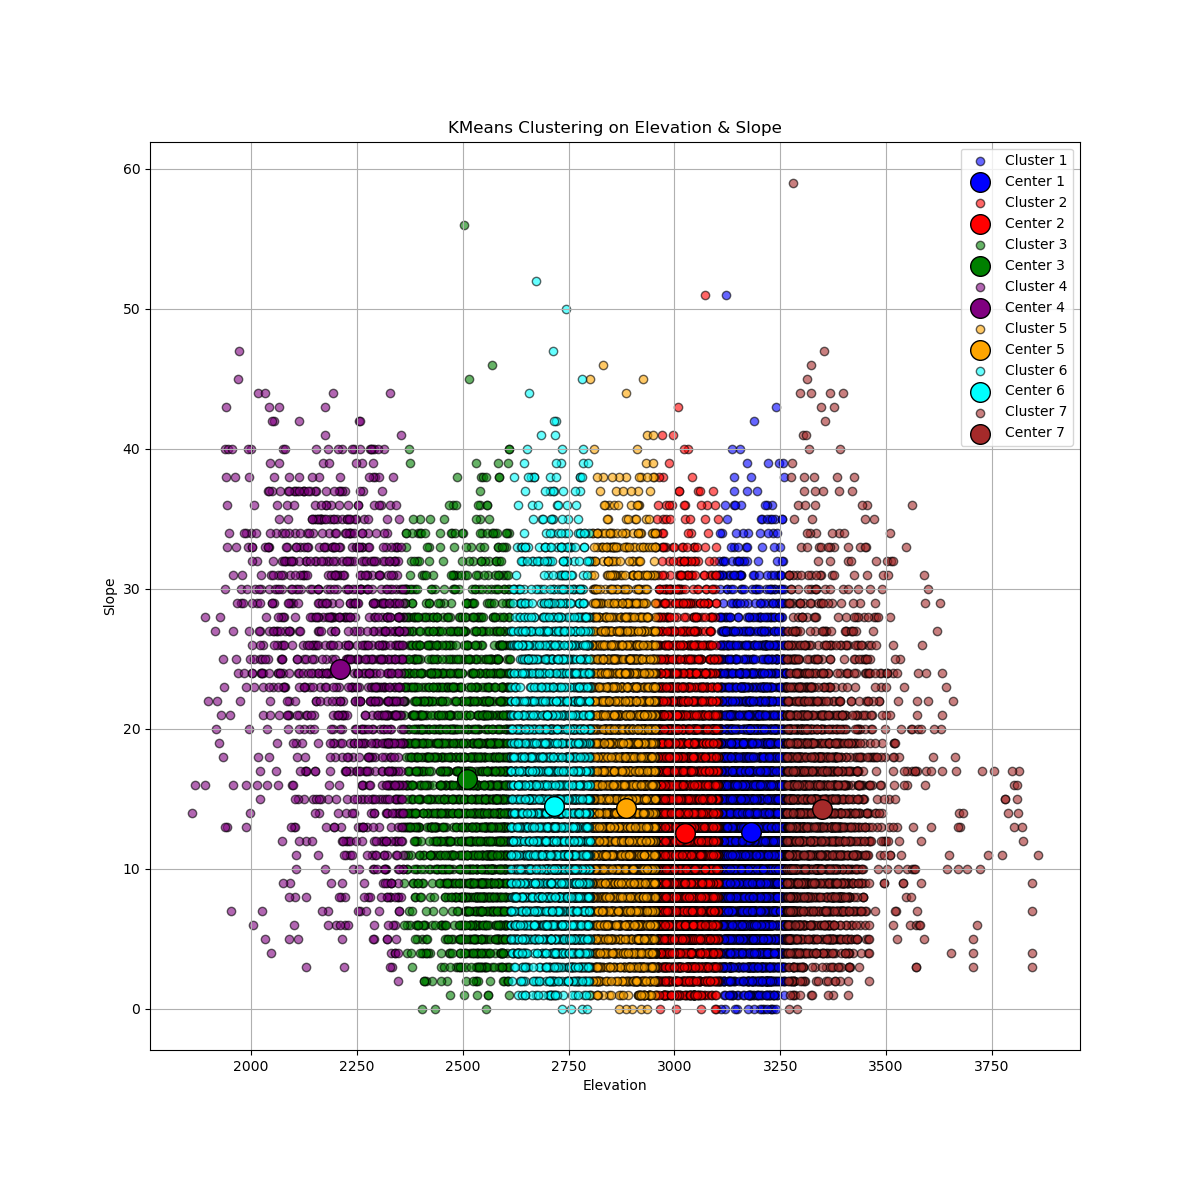 KMeans Clustering on Elevation & Slope
60
50
40
30
20
10
0
Slope
2000 2250 2500 2750 3000 3250 3500 3750
Elevation
Cluster 1
Center 1
Cluster 2
Center 2
Cluster 3
Center 3
Cluster 4
Center 4
Cluster 5
Center 5
Cluster 6
Center 6
Cluster 7
Center 7